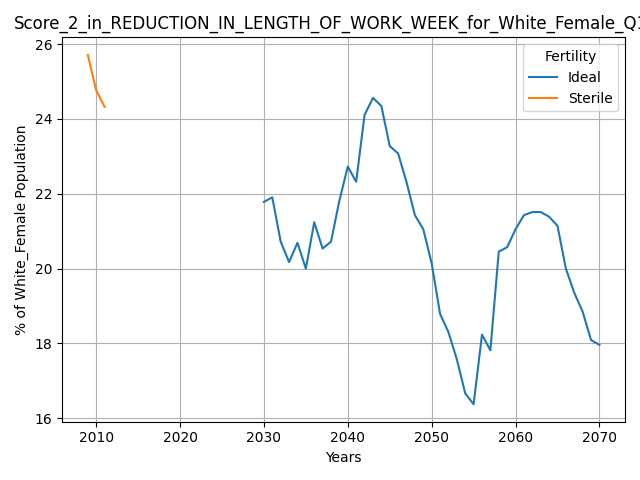 Score_2_in_REDUCTION_IN_LENGTH_OF_WORK_WEEK_for_White_Female_Q1
26
24
22
20
18
16
% of White_Female Population
Fertility
Ideal
Sterile
2010
2020
2030
2040
2050
2060
2070
Years